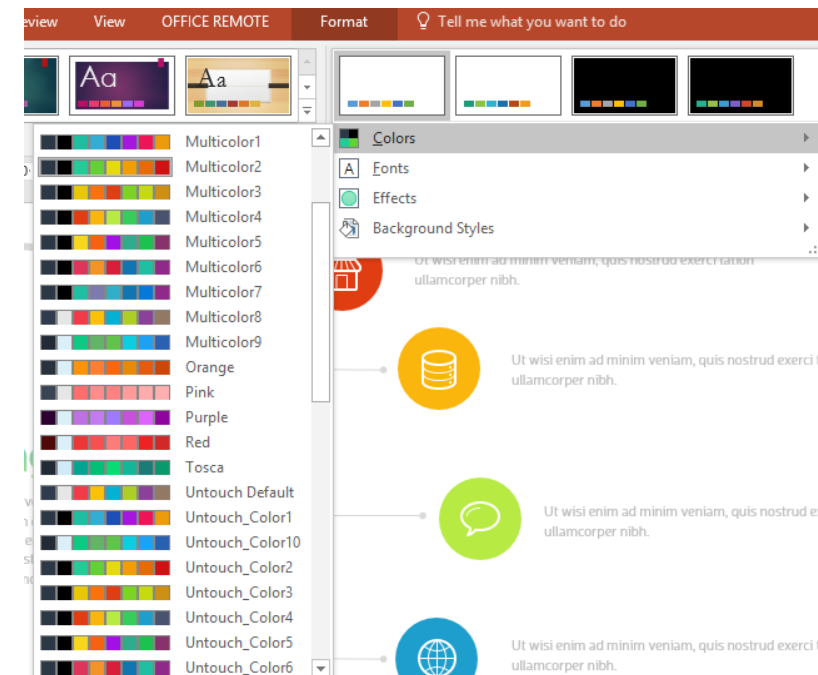 eview View OFFICE REMOTE Format Tell me what you want to do
Aa Aa
Multicolor1
Multicolor2
Multicolor3
Multicolor4
Multicolor5
Multicolor6
Multicolor7
Multicolor8
Multicolor9
Orange
Pink
Purple
Red
Tosca
Untouch Default
Untouch_Color1
Untouch_Color10
Untouch_Color2
Untouch_Color3
Untouch_Color4
Untouch_Color5
Untouch_Color6
Colors
A Fonts
Effects
Background Styles
Ut wisi enim ad minim veniam, quis nostrud exerci tation
ullamcorper nibh.
Ut wisi enim ad minim veniam, quis nostrud exerci t
ullamcorper nibh.
Ut wisi enim ad minim veniam, quis nostrud e
ullamcorper nibh.
Ut wisi enim ad minim veniam, quis nostrud exerci t
ullamcorper nibh.